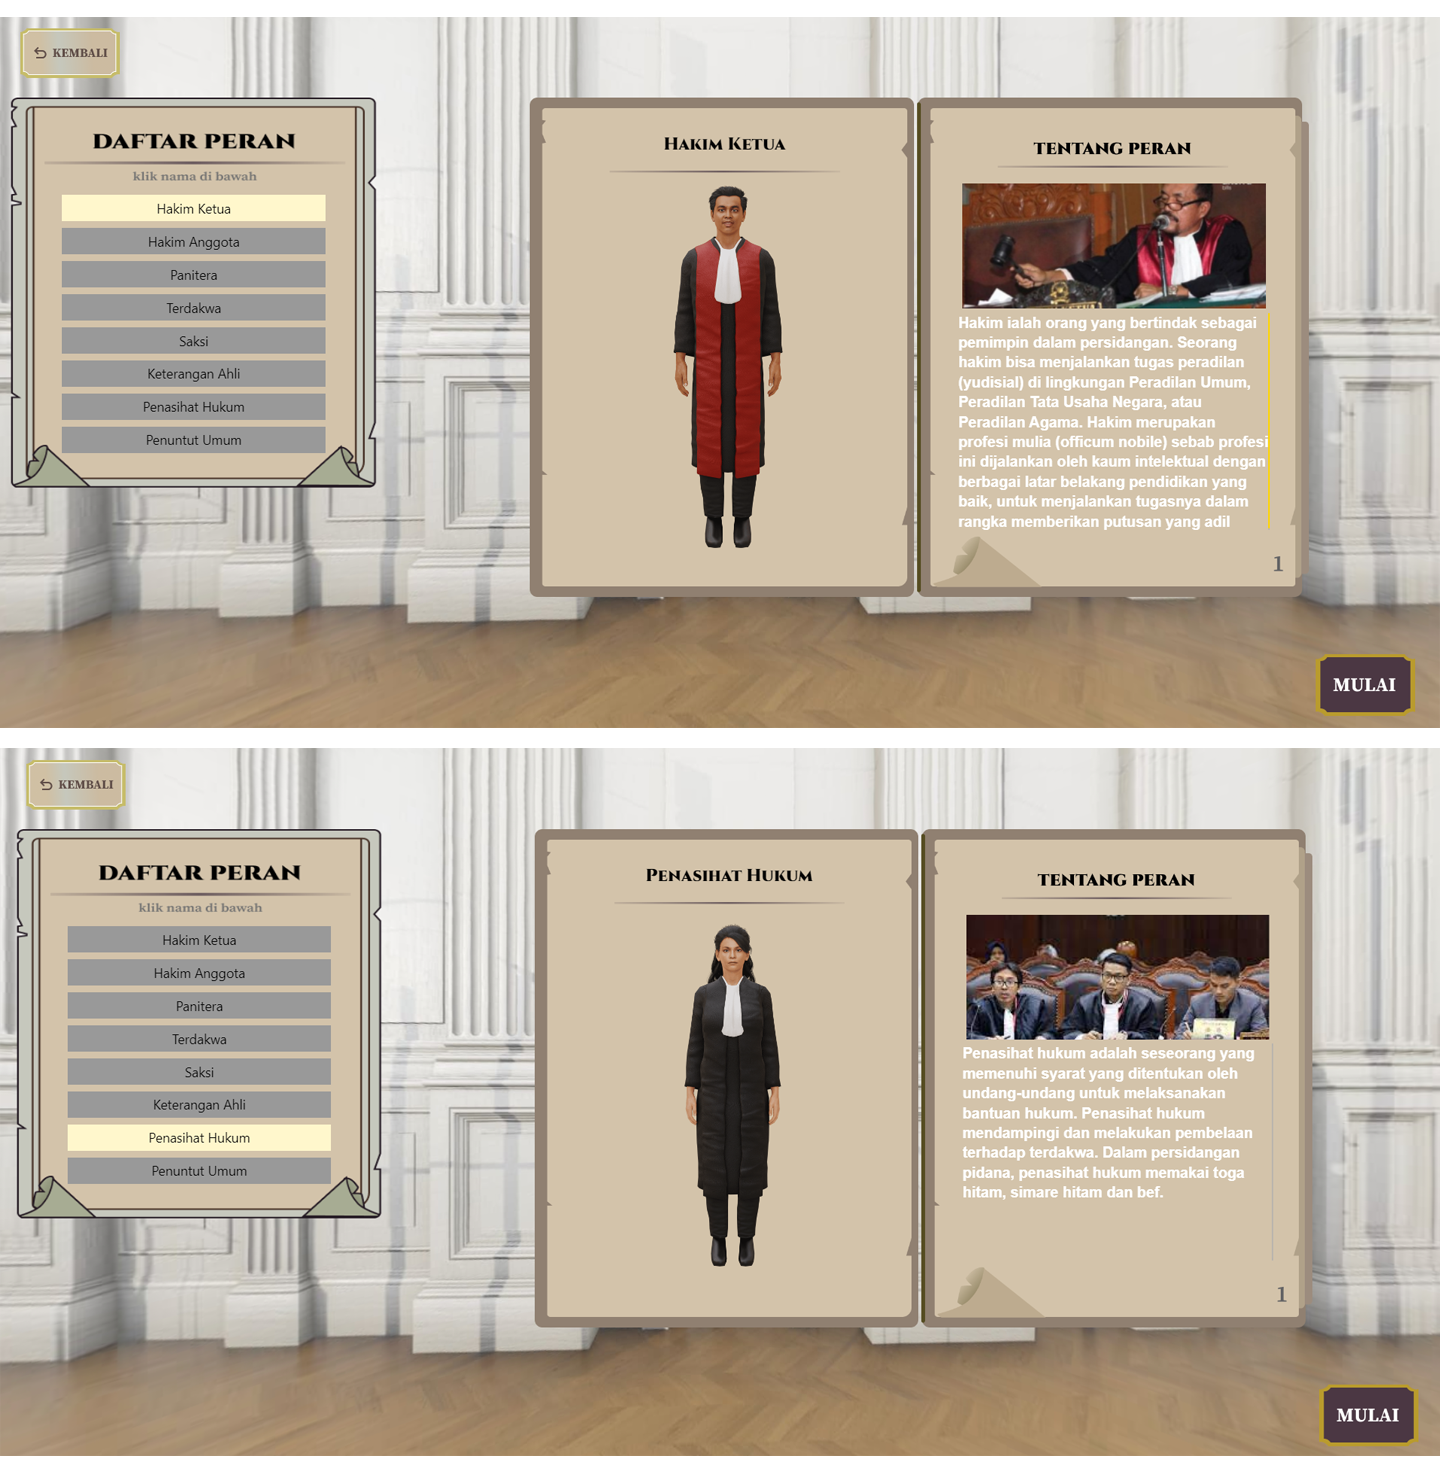 KEMBALI
DAFTAR PERAN
klik nama di bawah
Hakim Ketua
Hakim Anggota
Panitera
Terdakwa
Saksi
Keterangan Ahli
Penasihat Hukum
Penuntut Umum
Hakim Ketua
TENTANG PERAN
Hakim ialah orang yang bertindak sebagai
pemimpin dalam persidangan. Seorang
hakim bisa menjalankan tugas peradilan
(yudisial) di lingkungan Peradilan Umum,
Peradilan Tata Usaha Negara, atau
Peradilan Agama. Hakim merupakan
profesi mulia (officum nobile) sebab profesi
ini dijalankan oleh kaum intelektual dengan
berbagai latar belakang pendidikan yang
baik, untuk menjalankan tugasnya dalam
rangka memberikan putusan yang adil
1
MULAI
KEMBALI
DAFTAR PERAN
klik nama di bawah
Hakim Ketua
Hakim Anggota
Panitera
Terdakwa
Saksi
Keterangan Ahli
Penasihat Hukum
Penuntut Umum
Penasihat Hukum
TENTANG PERAN
Penasihat hukum adalah seseorang yang
memenuhi syarat yang ditentukan oleh
undang-undang untuk melaksanakan
bantuan hukum. Penasihat hukum
mendampingi dan melakukan pembelaan
terhadap terdakwa. Dalam persidangan
pidana, penasihat hukum memakai toga
hitam, simare hitam dan bef.
1
MULAI